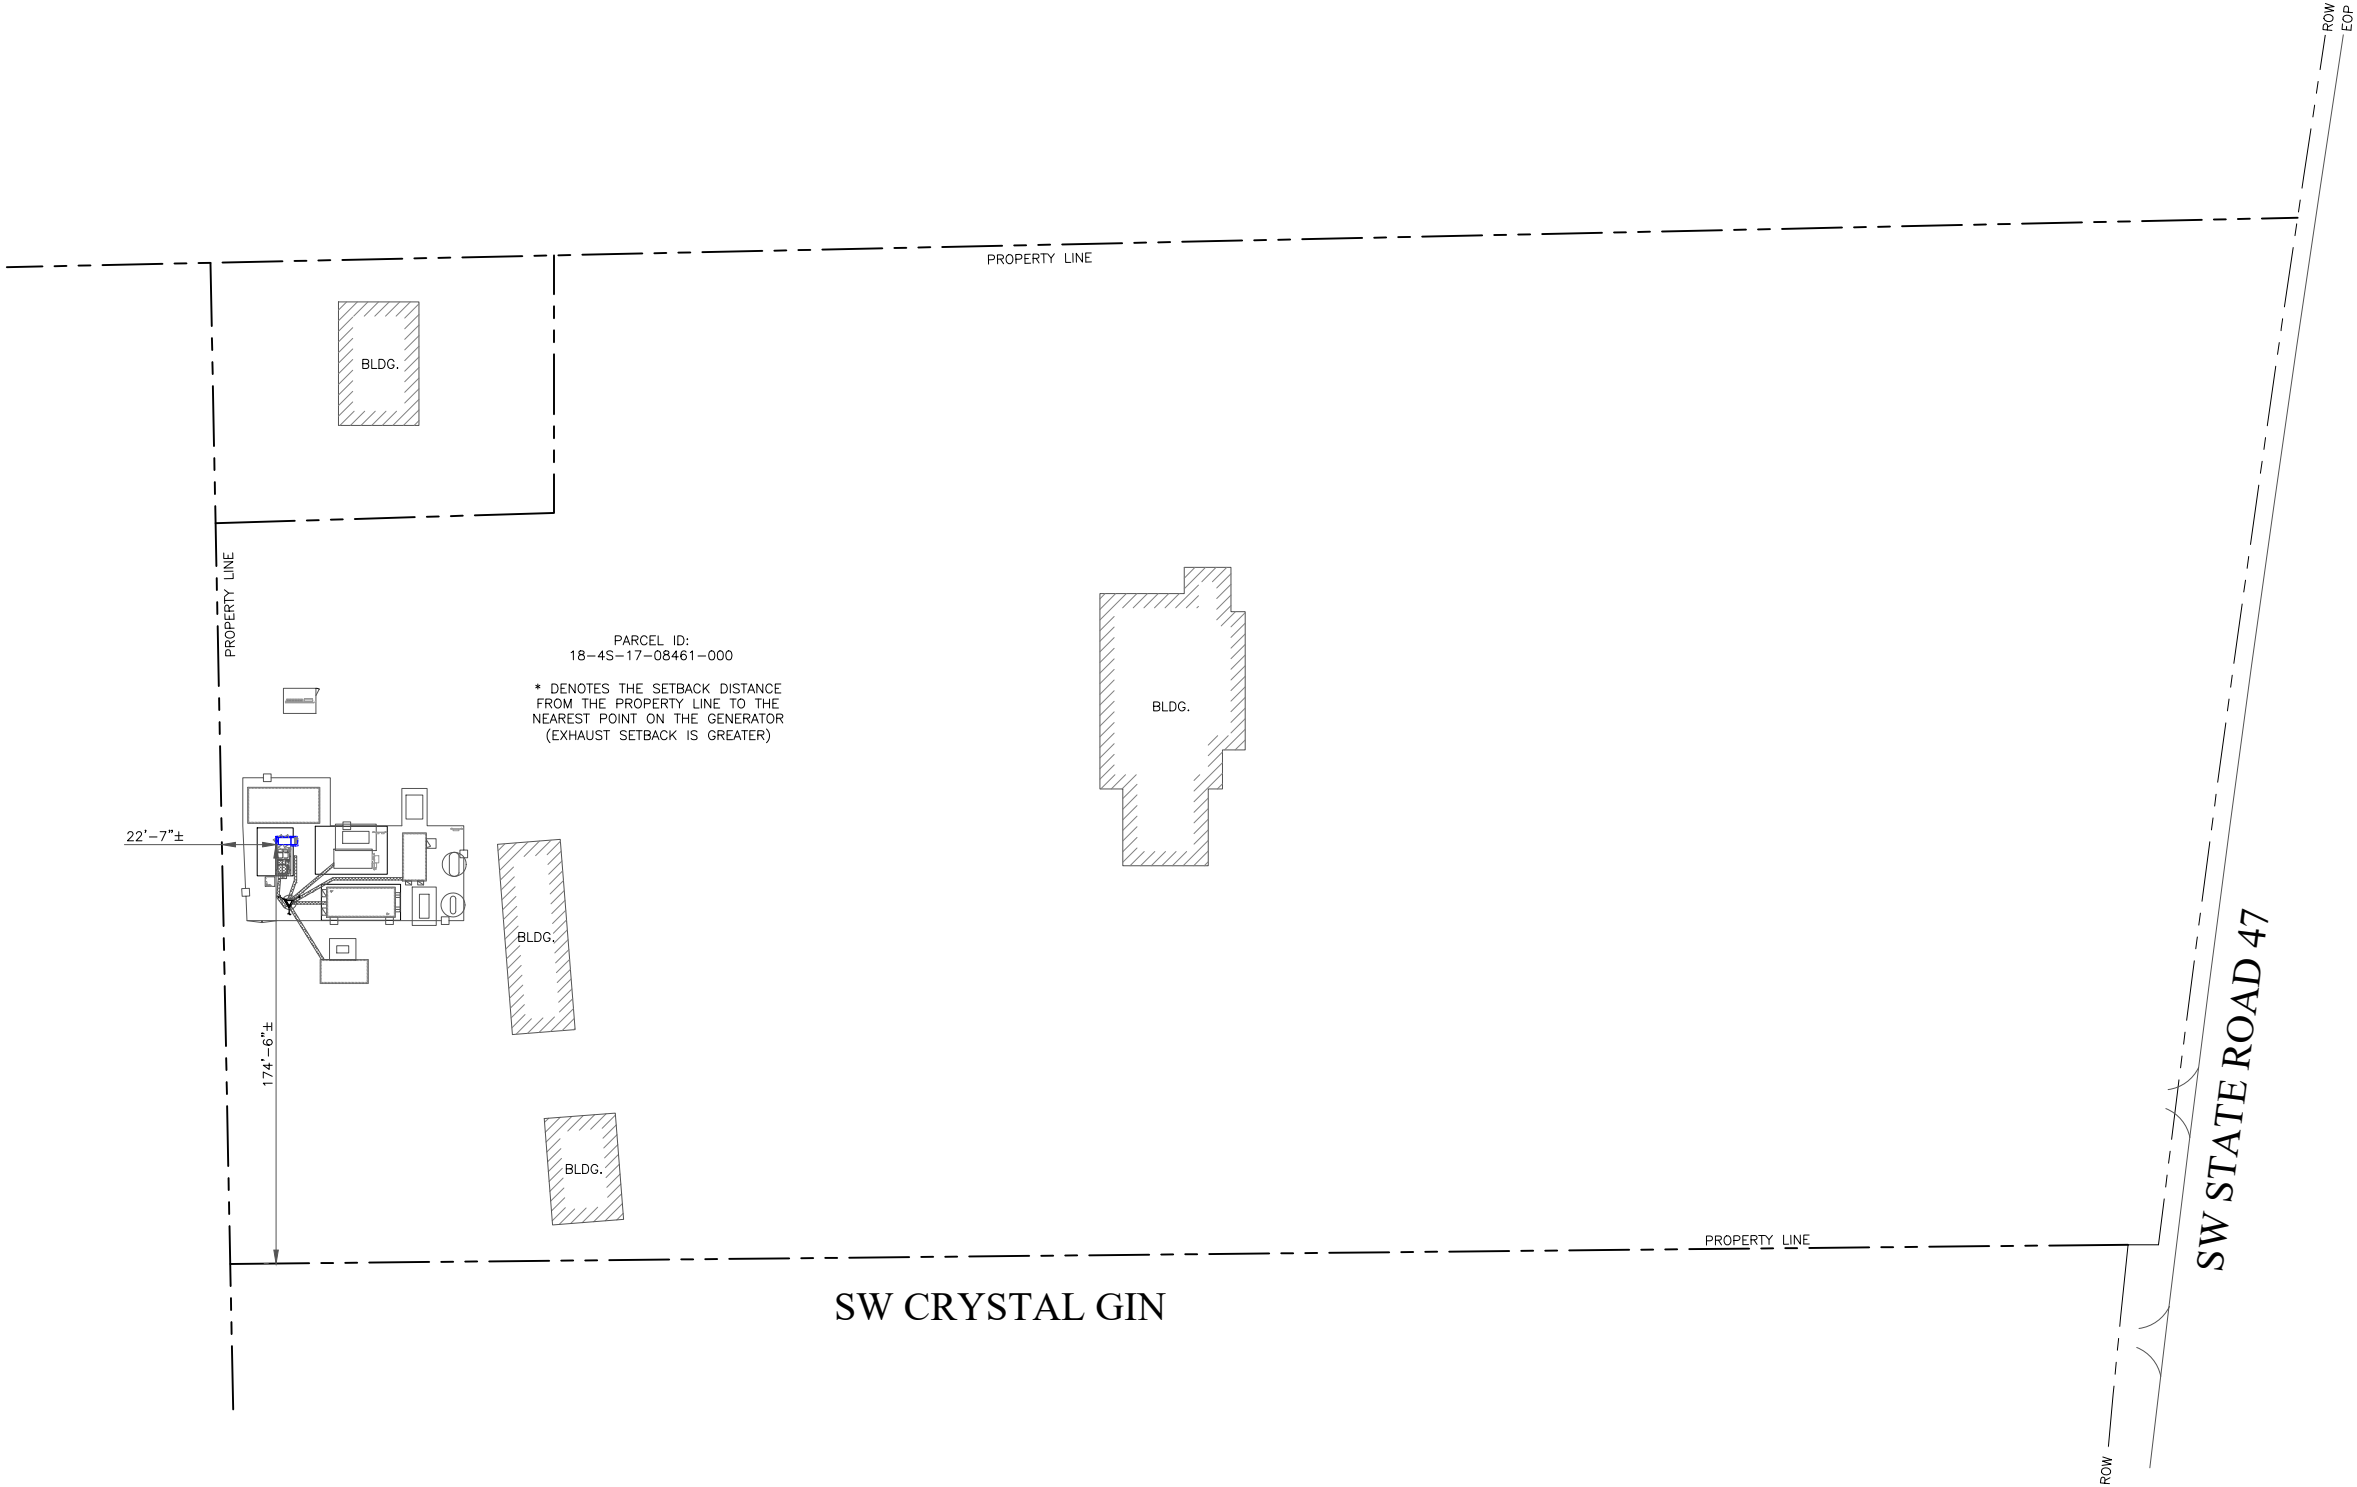 ROW
EOP
PROPERTY LINE
BLDG.
PROPERTY LINE
PARCEL ID:
18-4S-17-08461-000
* DENOTES THE SETBACK DISTANCE
FROM THE PROPERTY LINE TO THE
NEAREST POINT ON THE GENERATOR
(EXHAUST SETBACK IS GREATER)
BLDG.
22'-7"±
BLDG.
174'-6"±
BLDG.
SW STATE ROAD 47
PROPERTY LINE
SW CRYSTAL GIN
ROW